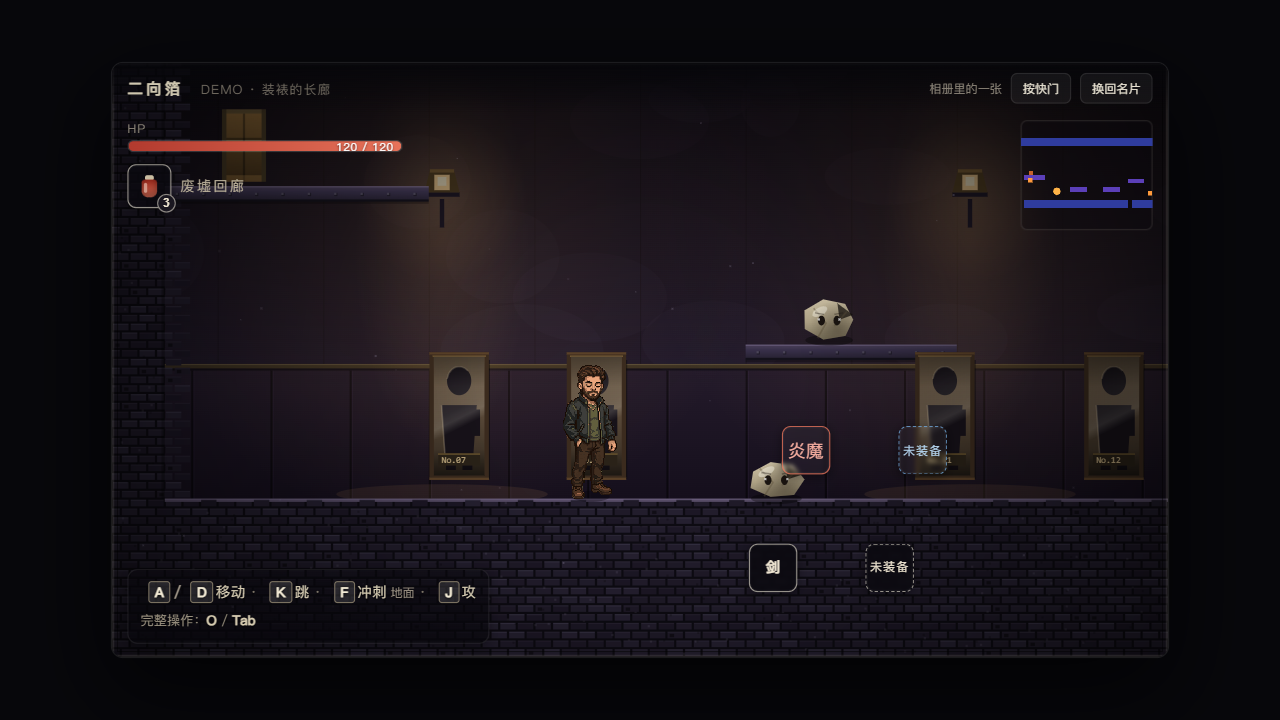 二向箔 DEMO · 装裱的长廊 相册里的一张 按快门 换回名片
HP
120 / 120
3 废墟回廊
No.07
No.12
炎魔 未装备
剑 未装备
A / D 移动 · K 跳 · F 冲刺 地面 · J 攻
完整操作: O / Tab